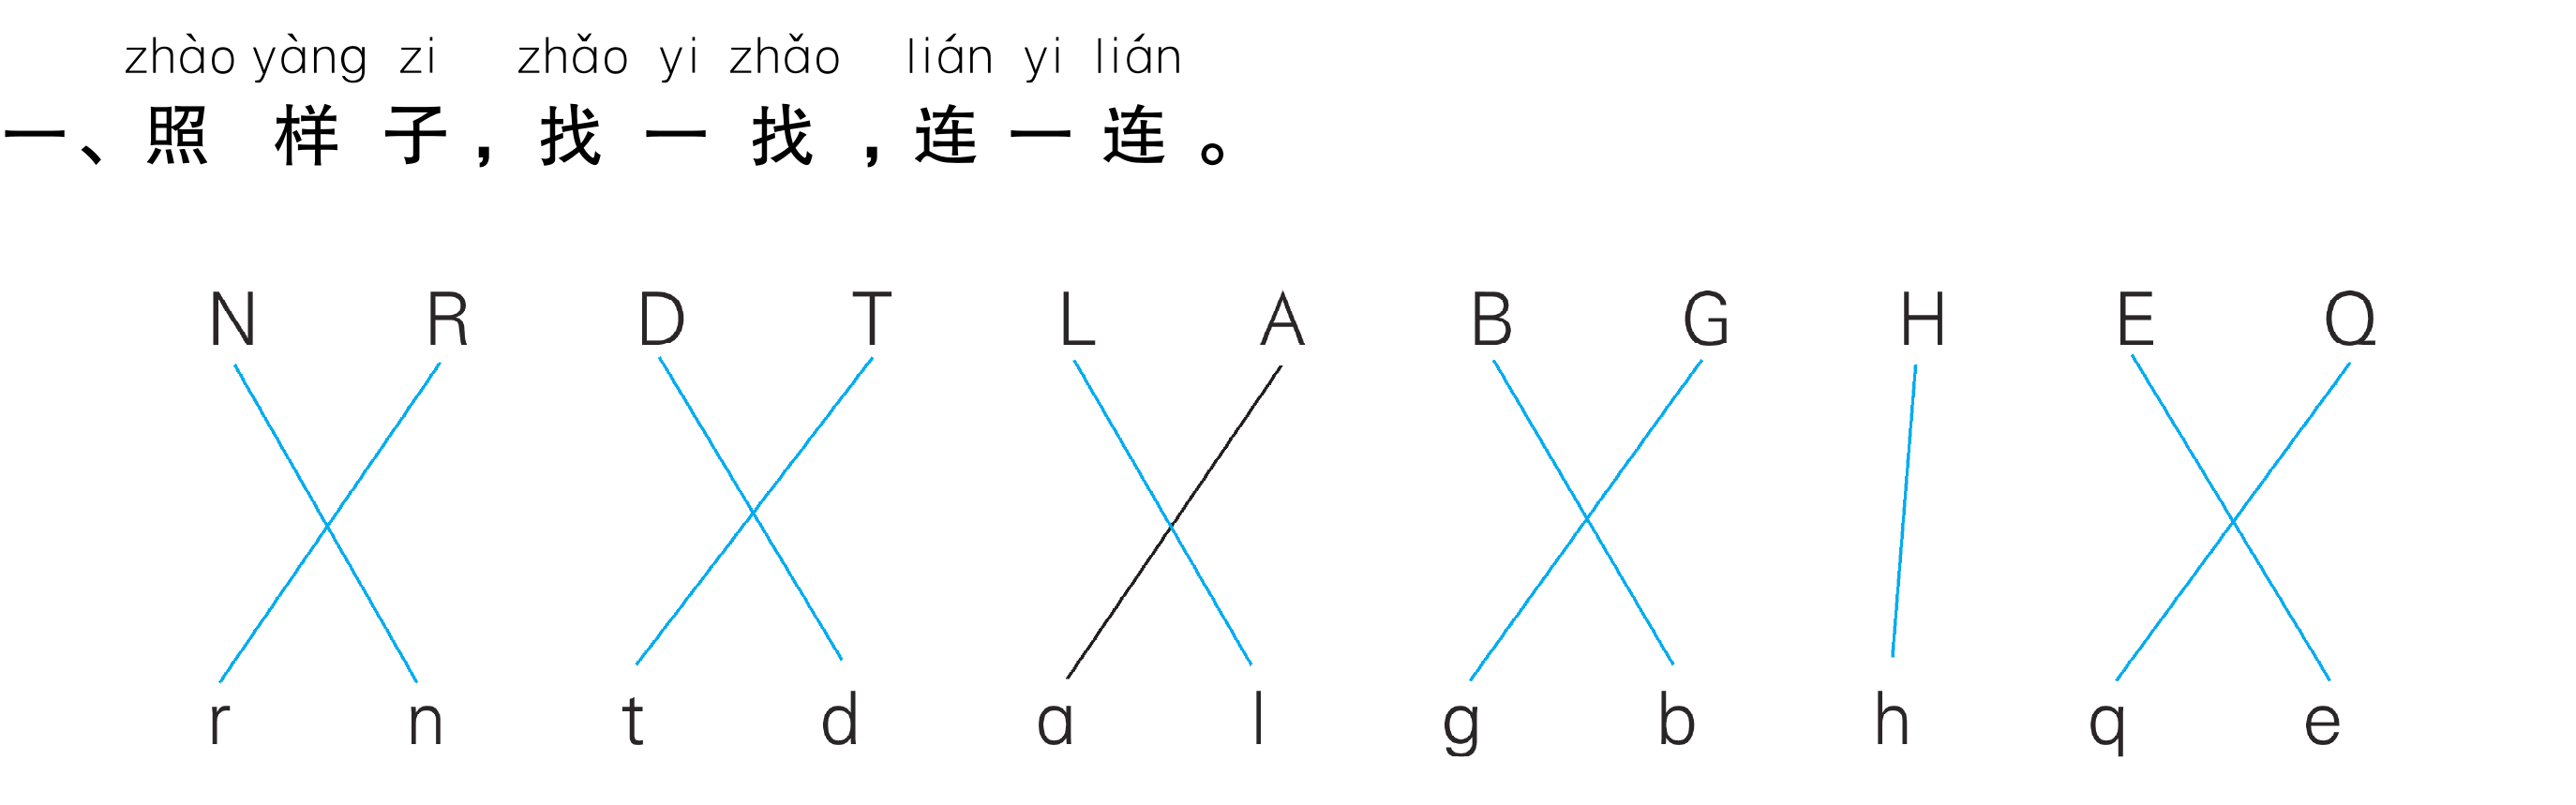 zhào yàng zi zhǎo yi zhǎo lián yi lián
一、照样子,找一找,连一连。
N R D T L A B G H E Q
r n t d a l g b h q e